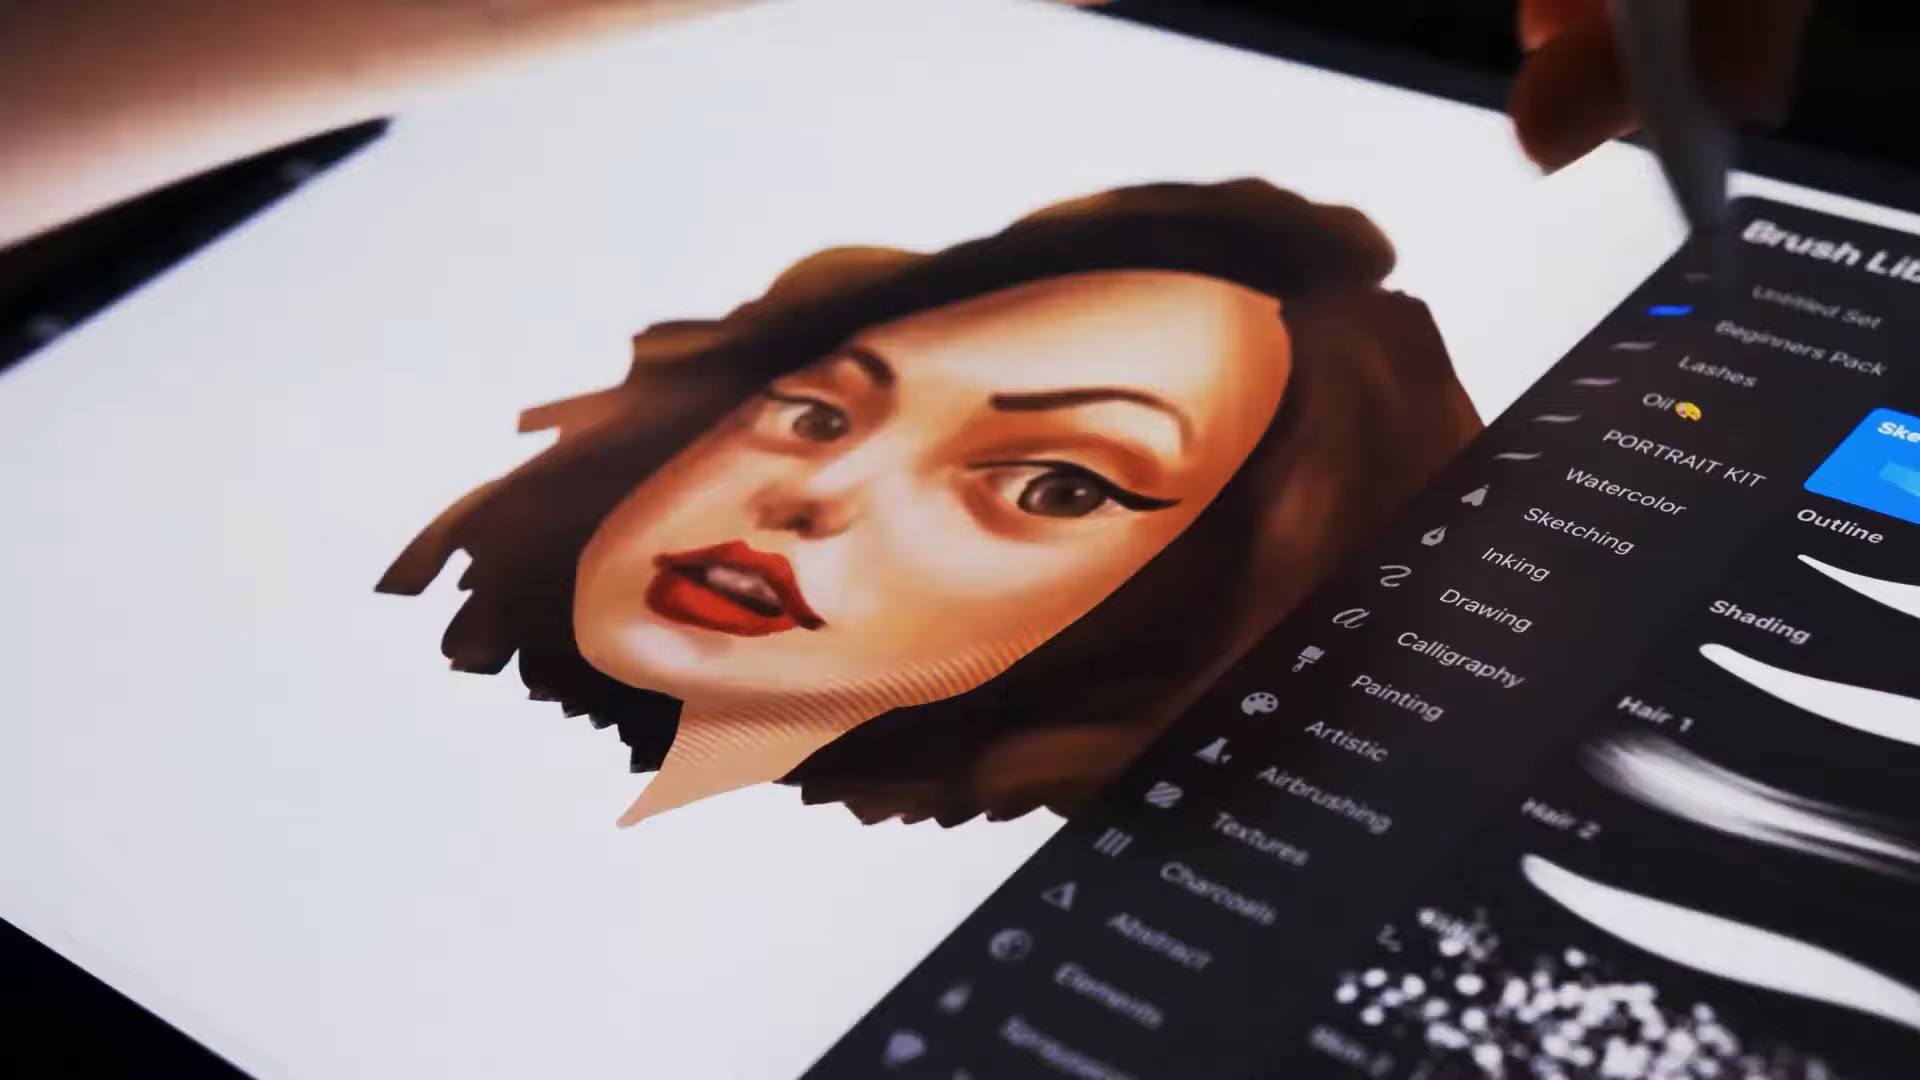 Brush Lib
Untitled Set
Beginners Pack
Lashes
Oil🎨
PORTRAIT KIT
Watercolor
Sketching
Inking
Drawing
Calligraphy
Painting
Artistic
Airbrushing
Textures
Charcoals
Abstract
Elements
Ske
Outline
Shading
Hair 1
Hair 2